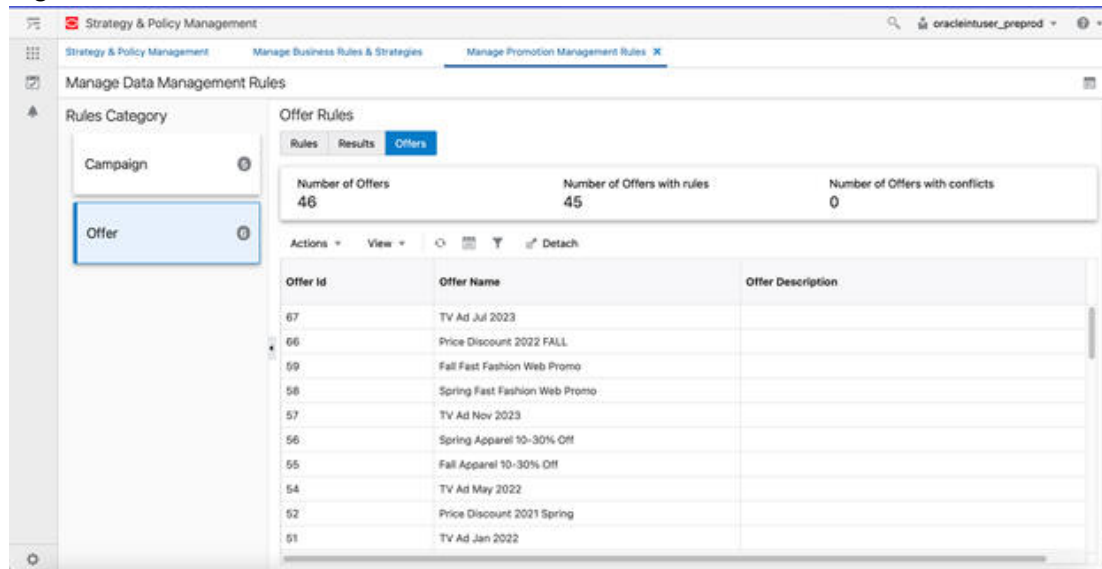 Strategy & Policy Management
oracleintuser_preprod
Strategy & Policy Management Manage Business Rules & Strategies Manage Promotion Management Rules
Manage Data Management Rules
Rules Category
Campaign
Offer
Offer Rules
Rules Results Offers
Number of Offers Number of Offers with rules Number of Offers with conflicts
46 45 0
Actions View Detach
Offer Id Offer Name Offer Description
67 TV Ad Jul 2023
66 Price Discount 2022 FALL
59 Fall Fast Fashion Web Promo
58 Spring Fast Fashion Web Promo
57 TV Ad Nov 2023
56 Spring Apparel 10-30% Off
55 Fall Apparel 10-30% Off
54 TV Ad May 2022
52 Price Discount 2021 Spring
51 TV Ad Jan 2022